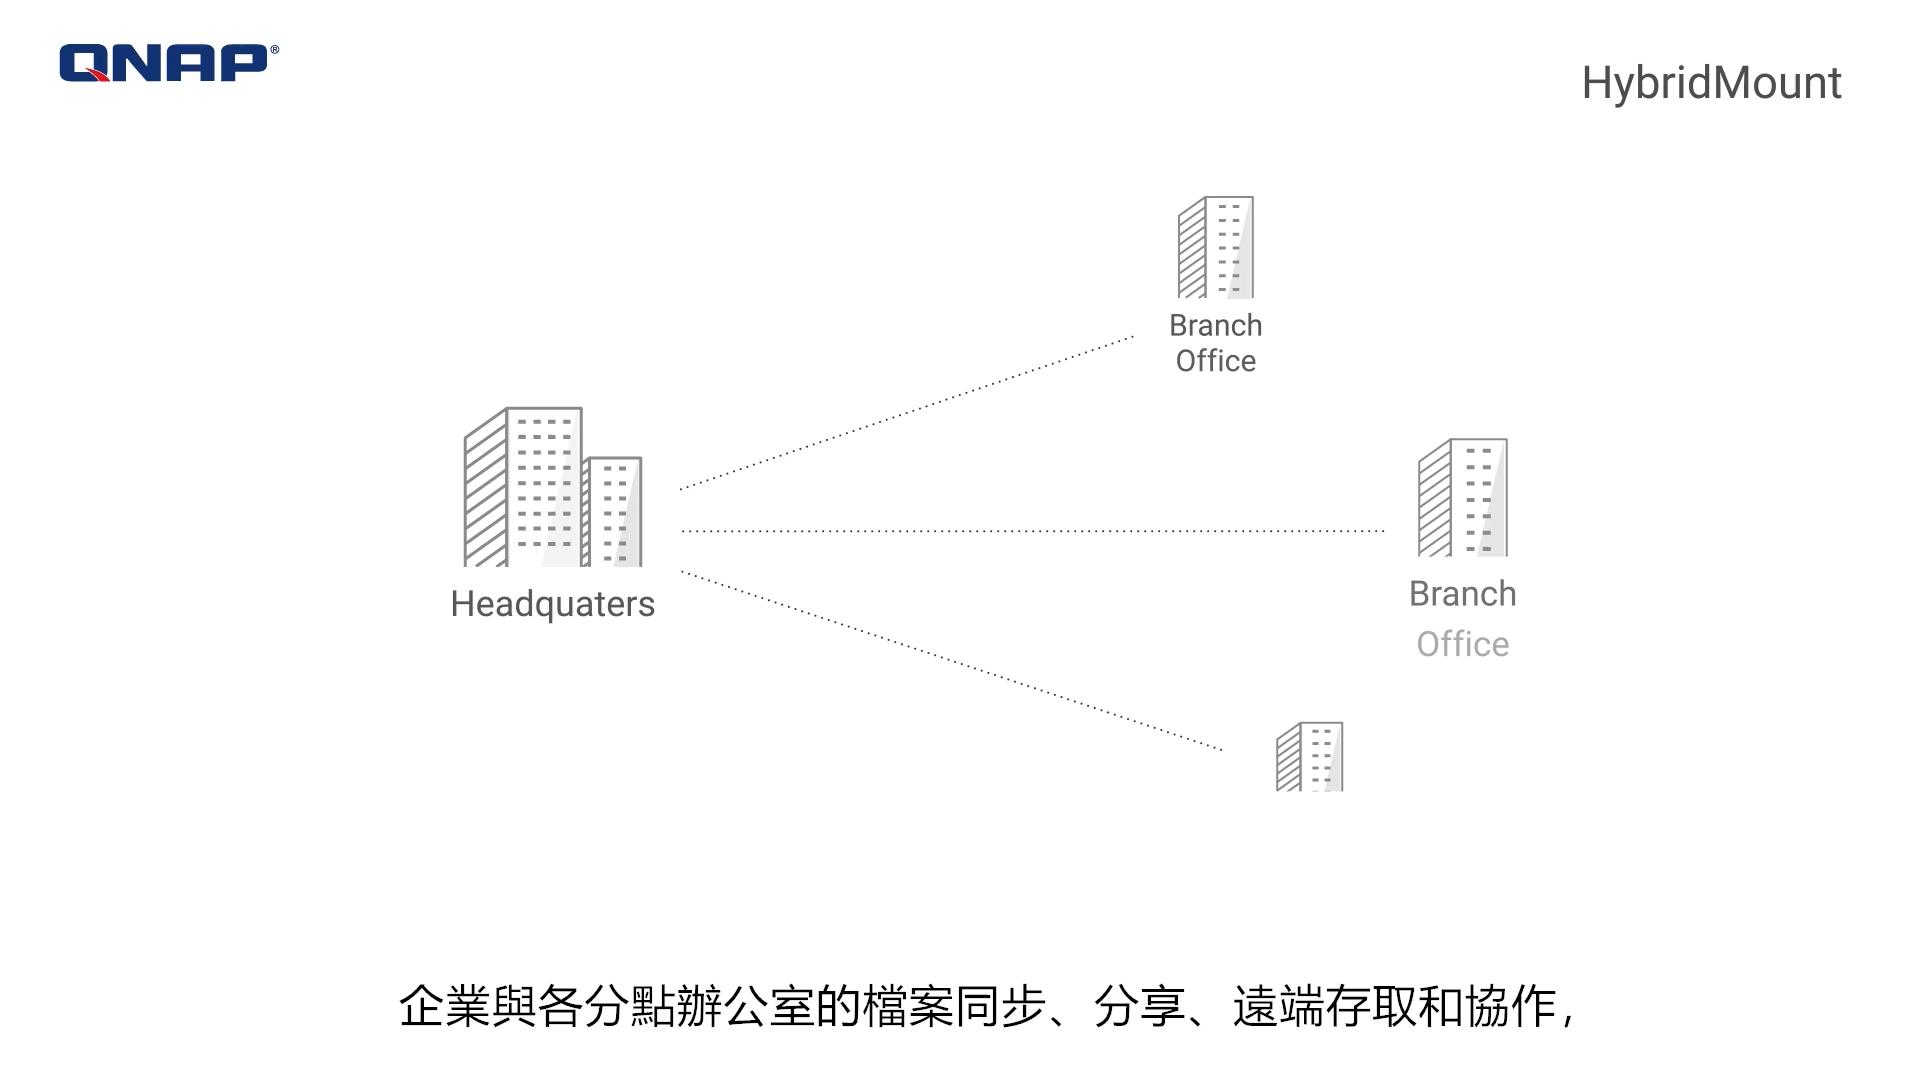 QNAP®
HybridMount
Branch
Office
Headquaters
Branch
Office
企業與各分點辦公室的檔案同步、分享、遠端存取和協作，